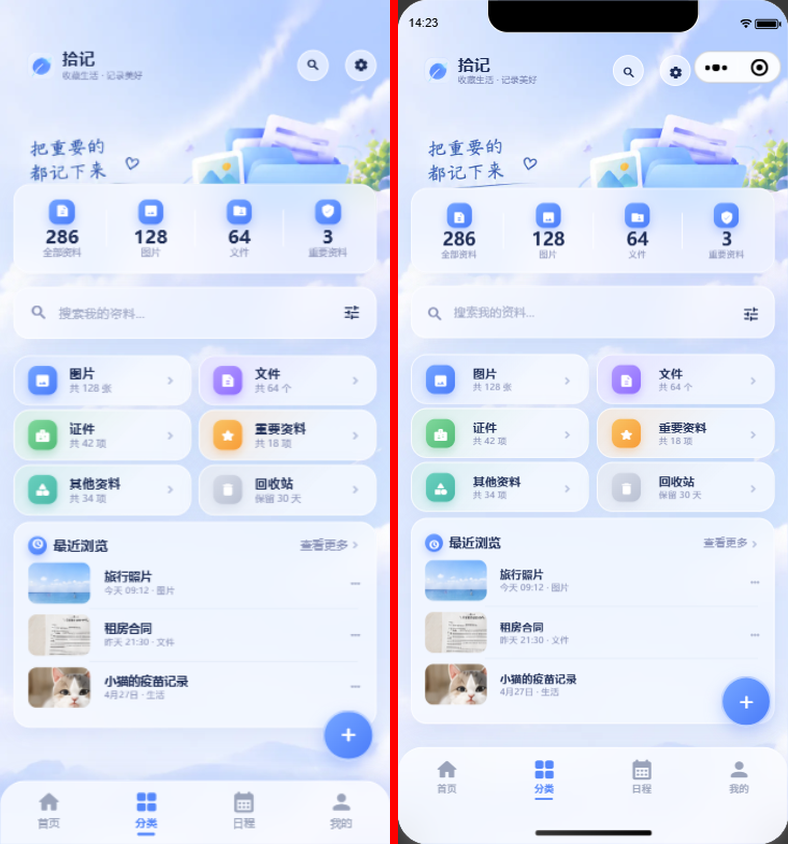 拾记
收藏生活 · 记录美好
把重要的
都记下来
286
全部资料
128
图片
64
文件
3
重要资料
搜索我的资料...
图片
共 128 张
文件
共 64 个
证件
共 42 项
重要资料
共 18 项
其他资料
共 34 项
回收站
保留 30 天
最近浏览
查看更多
旅行照片
今天 09:12 · 图片
租房合同
昨天 21:30 · 文件
小猫的疫苗记录
4月27日 · 生活
首页
分类
日程
我的
14:23
拾记
收藏生活 · 记录美好
把重要的
都记下来
286
全部资料
128
图片
64
文件
3
重要资料
搜索我的资料...
图片
共 128 张
文件
共 64 个
证件
共 42 项
重要资料
共 18 项
其他资料
共 34 项
回收站
保留 30 天
最近浏览
查看更多
旅行照片
今天 09:12 · 图片
租房合同
昨天 21:30 · 文件
小猫的疫苗记录
4月27日 · 生活
首页
分类
日程
我的